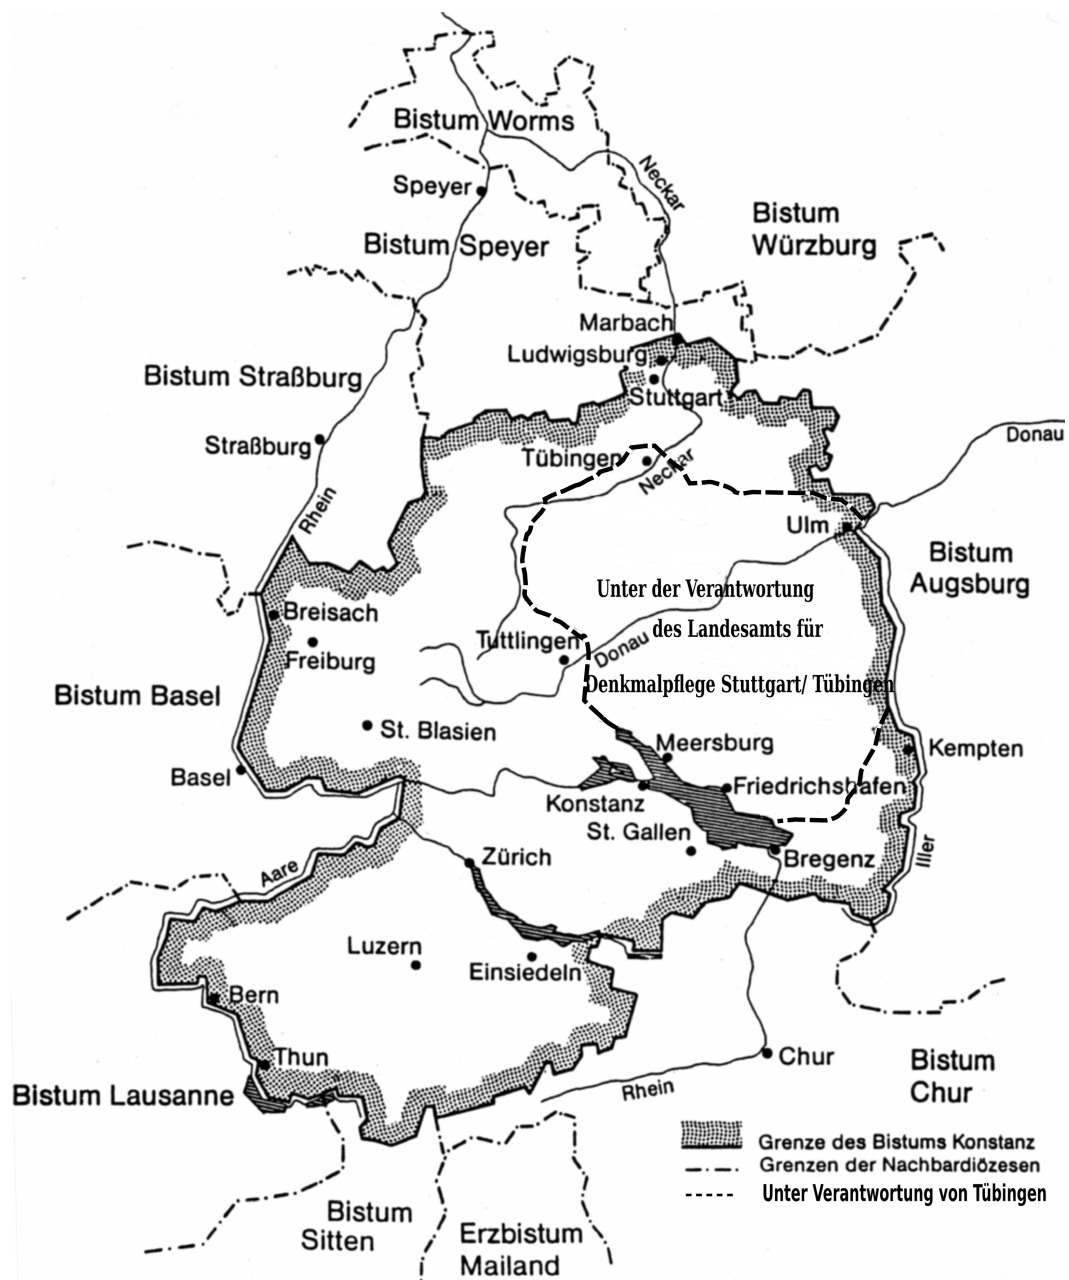 Bistum Worms
Neckar
Speyer
Bistum
Würzburg
Bistum Speyer
Marbach
Ludwigsburg
Bistum Straßburg
Stuttgart
Straßburg
Tübingen
Neckar
Donau
Rhein
Ulm
Bistum
Augsburg
Unter der Verantwortung
des Landesamts für
Denkmalpflege Stuttgart/ Tübingen
Breisach
Freiburg
Tuttlingen
Donau
Bistum Basel
St. Blasien
Meersburg
Kempten
Basel
Friedrichshafen
Konstanz
St. Gallen
Bregenz
Iller
Zürich
Aare
Luzern
Einsiedeln
Bern
Thun
Chur
Bistum
Chur
Bistum Lausanne
Rhein
Grenze des Bistums Konstanz
Grenzen der Nachbardiözesen
Unter Verantwortung von Tübingen
Bistum
Sitten
Erzbistum
Mailand